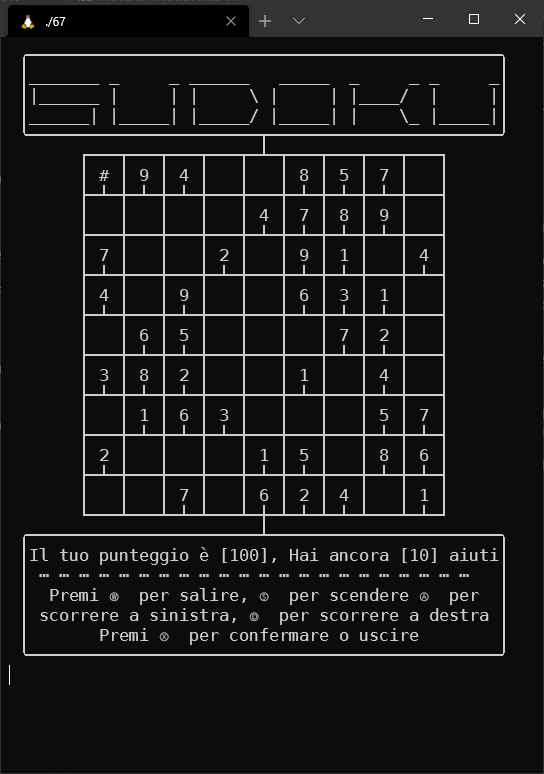 ./67
SUDOKU
# 9 4 8 5 7
4 7 8 9
7 2 9 1 4
4 9 6 3 1
6 5 7 2
3 8 2 1 4
1 6 3 5 7
2 1 5 8 6
7 6 2 4 1
Il tuo punteggio è [100], Hai ancora [10] aiuti
Premi Ⓦ per salire, Ⓢ per scendere Ⓐ per
scorrere a sinistra, Ⓓ per scorrere a destra
Premi Ⓧ per confermare o uscire